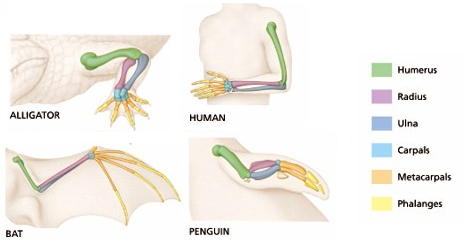 ALLIGATOR
HUMAN
BAT
PENGUIN
Humerus
Radius
Ulna
Carpals
Metacarpals
Phalanges